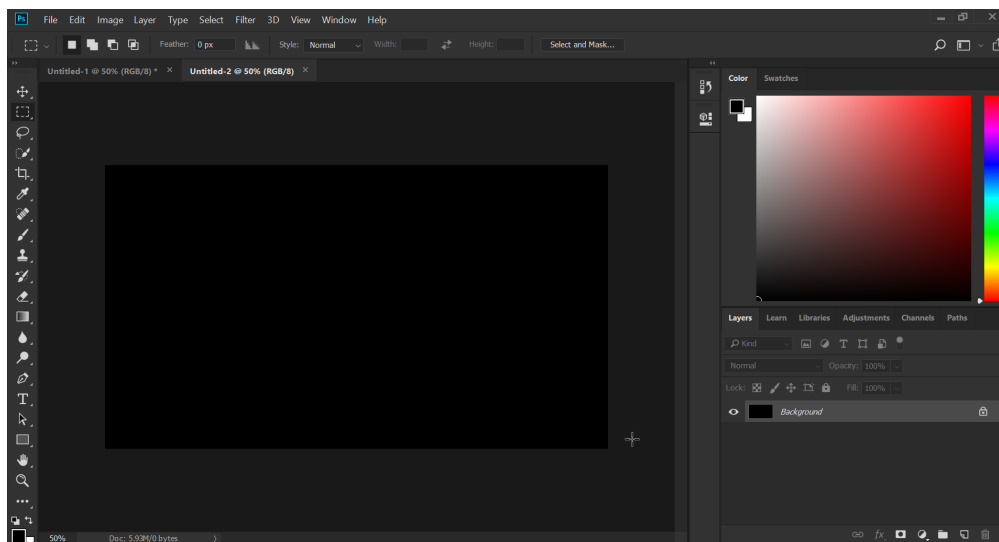 Ps File Edit Image Layer Type Select Filter 3D View Window Help
Feather: 0 px Style: Normal Width: Height: Select and Mask...
Untitled-1 @ 50% (RGB/8) * × Untitled-2 @ 50% (RGB/8) ×
Color Swatches
Layers Learn Libraries Adjustments Channels Paths
Kind
Normal Opacity: 100%
Lock: Fill: 100%
Background
fx
50% Doc: 5.93M/0 bytes